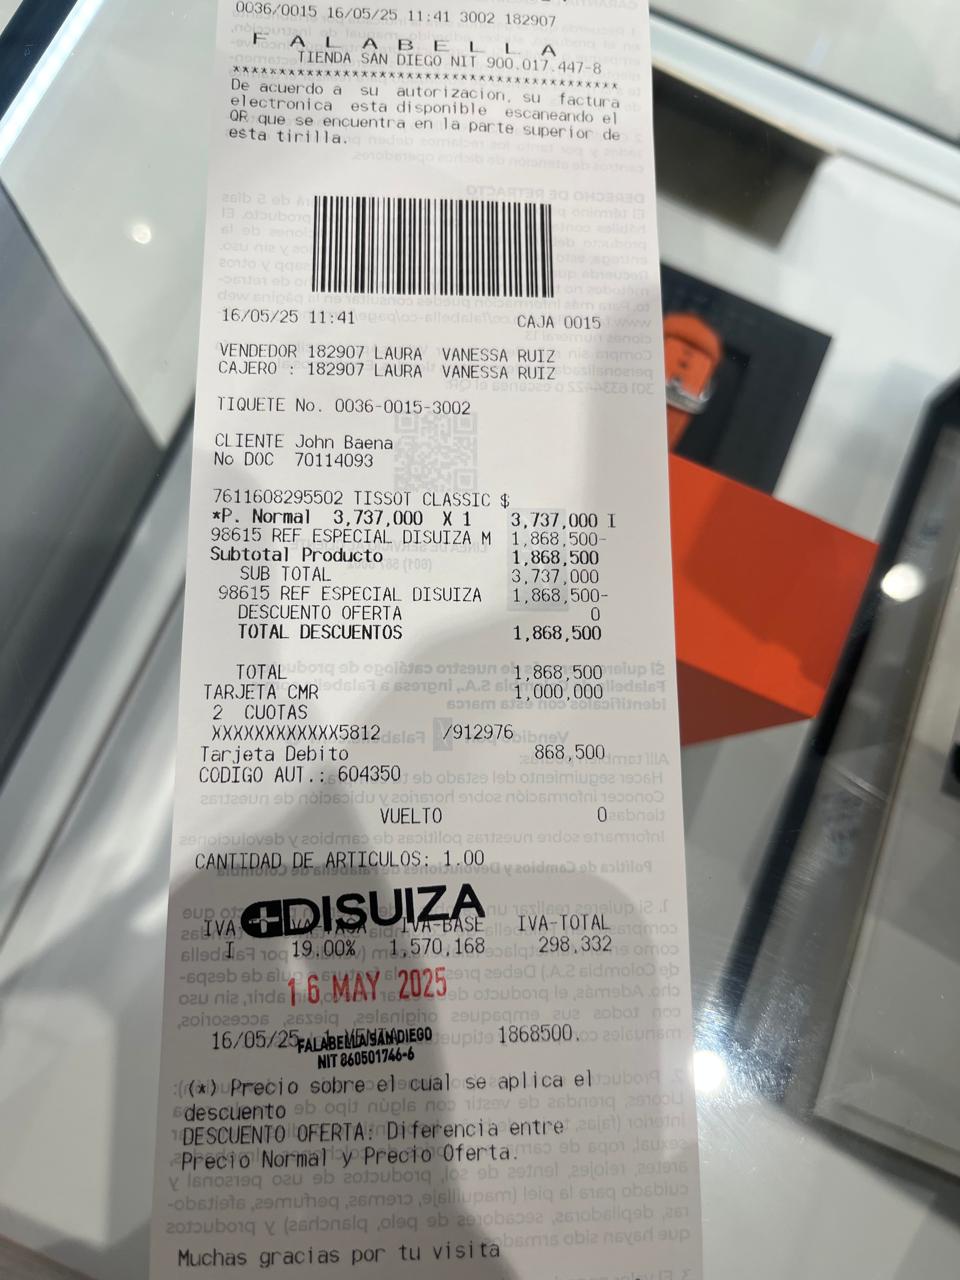 0036/0015 16/05/25 11:41 3002 182907
F A L A B E L L A
TIENDA SAN DIEGO NIT 900.017.447-8
****************************************
De acuerdo a su autorizacion, su factura
electronica esta disponible escaneando el
QR que se encuentra en la parte superior de
esta tirilla.
16/05/25 11:41 CAJA 0015
VENDEDOR 182907 LAURA VANESSA RUIZ
CAJERO : 182907 LAURA VANESSA RUIZ
TIQUETE No. 0036-0015-3002
CLIENTE John Baena
No DOC 70114093
7611608295502 TISSOT CLASSIC $
*P. Normal 3,737,000 X 1 3,737,000 I
98615 REF ESPECIAL DISUIZA M 1,868,500-
Subtotal Producto 1,868,500
SUB TOTAL 3,737,000
98615 REF ESPECIAL DISUIZA 1,868,500-
DESCUENTO OFERTA 0
TOTAL DESCUENTOS 1,868,500
TOTAL 1,868,500
TARJETA CMR 1,000,000
2 CUOTAS
XXXXXXXXXXXX5812 /912976
Tarjeta Debito 868,500
CODIGO AUT.: 604350
VUELTO 0
CANTIDAD DE ARTICULOS: 1.00
DISUIZA
IVA IVA-BASE IVA-TOTAL
I 19.00% 1,570,168 298,332
16 MAY 2025
16/05/25 1868500.
FALABELLA SAN DIEGO
NIT 860501746-6
(*) Precio sobre el cual se aplica el
descuento
DESCUENTO OFERTA: Diferencia entre
Precio Normal y Precio Oferta.
Muchas gracias por tu visita